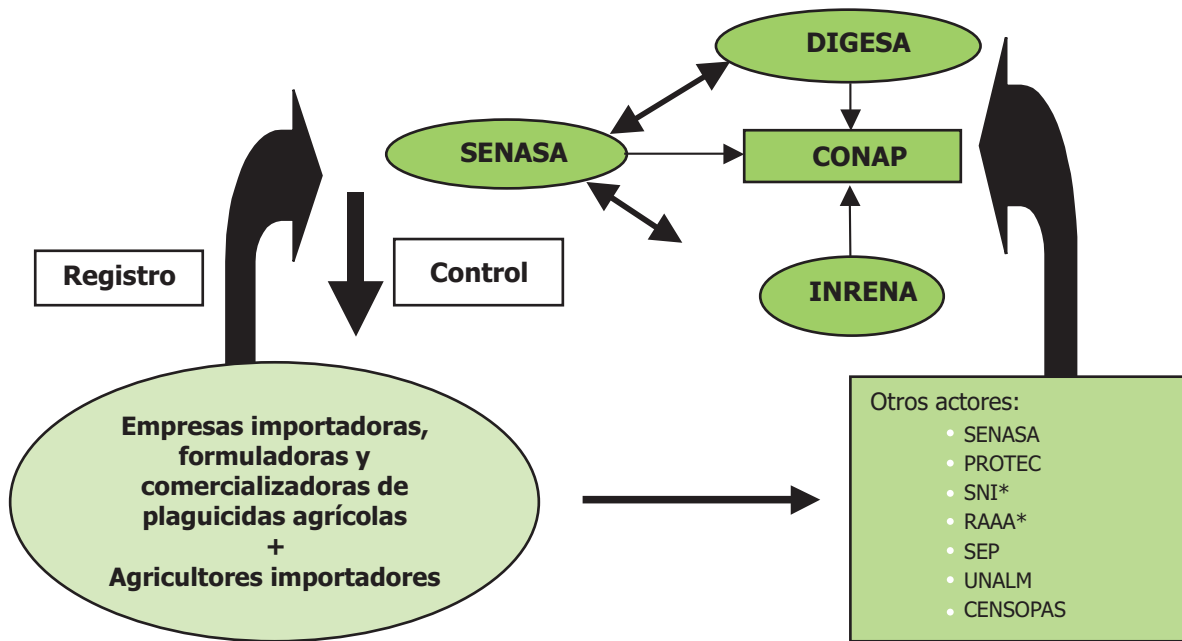 DIGESA
SENASA
CONAP
Registro
Control
INRENA
Empresas importadoras,
formuladoras y
comercializadoras de
plaguicidas agrícolas
+
Agricultores importadores
Otros actores:
• SENASA
• PROTEC
• SNI*
• RAAA*
• SEP
• UNALM
• CENSOPAS